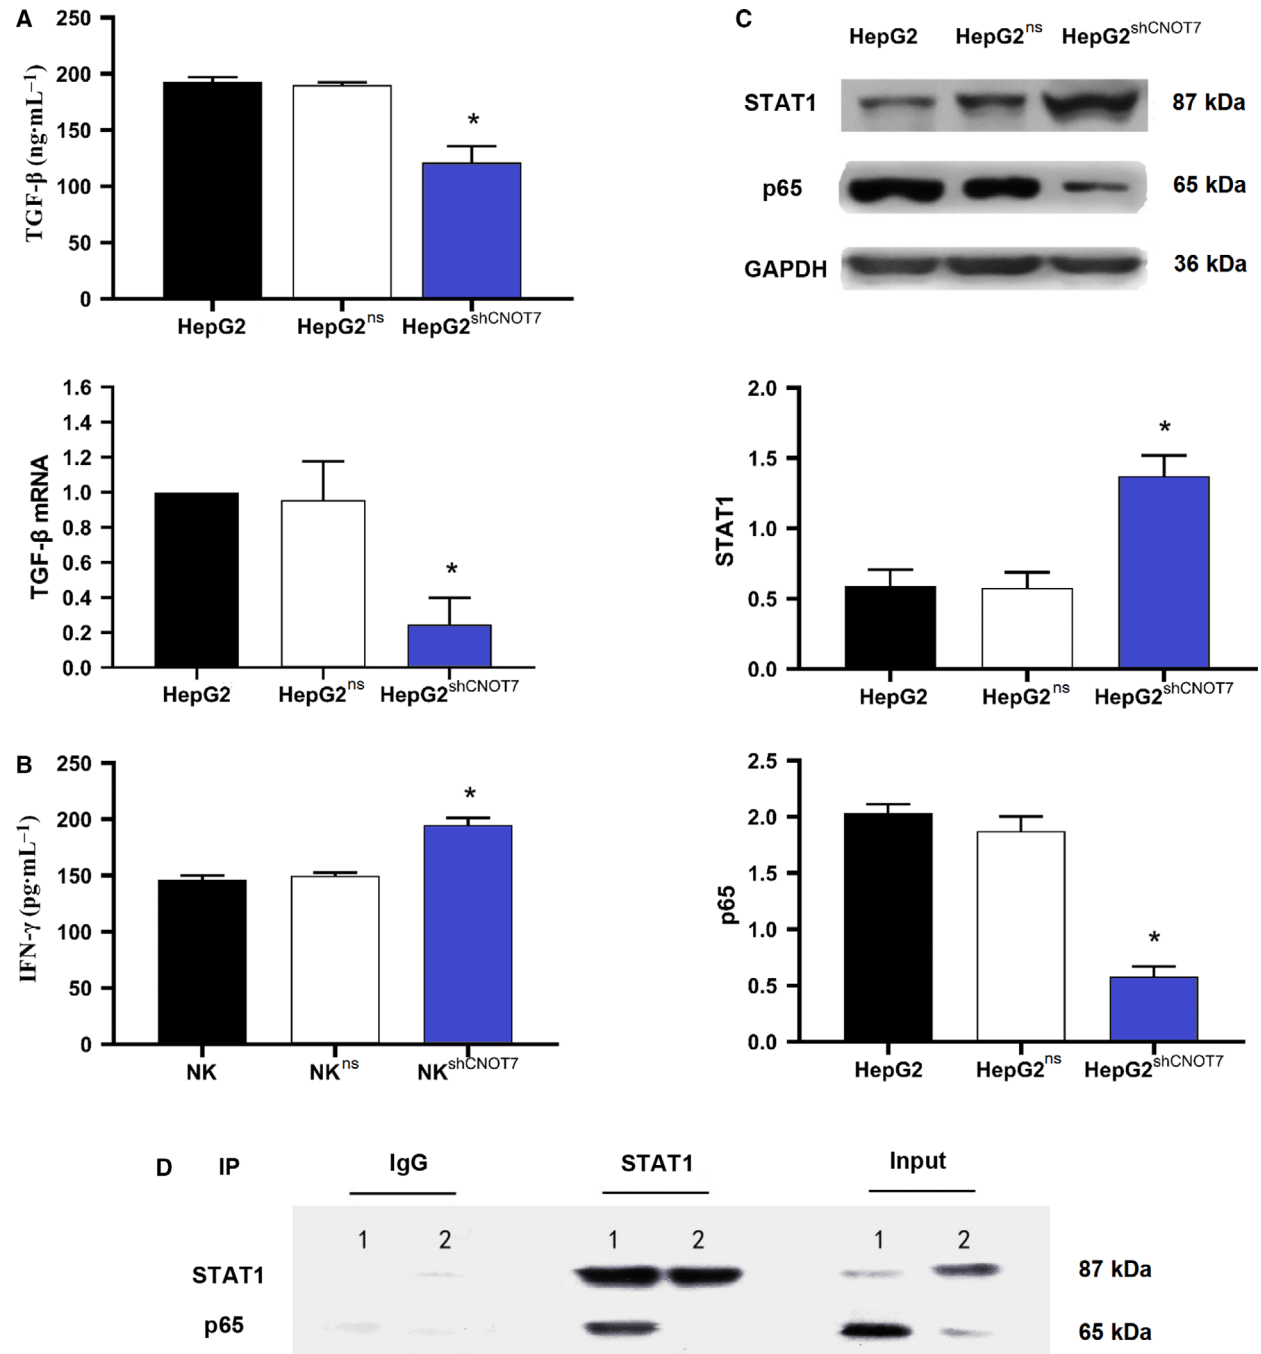 A
250
200
150
100
50
0
TGF-β (ng·mL⁻¹)
*
HepG2 HepG2ns HepG2shCNOT7
1.6
1.4
1.2
1.0
0.8
0.6
0.4
0.2
0.0
TGF-β mRNA
*
HepG2 HepG2ns HepG2shCNOT7
B
250
200
150
100
50
0
IFN-γ (pg·mL⁻¹)
*
NK NKns NKshCNOT7
C
HepG2 HepG2ns HepG2shCNOT7
STAT1 87 kDa
p65 65 kDa
GAPDH 36 kDa
2.0
1.5
1.0
0.5
0.0
STAT1
*
HepG2 HepG2ns HepG2shCNOT7
2.5
2.0
1.5
1.0
0.5
0.0
p65
*
HepG2 HepG2ns HepG2shCNOT7
D IP IgG STAT1 Input
1 2 1 2 1 2
STAT1 87 kDa
p65 65 kDa